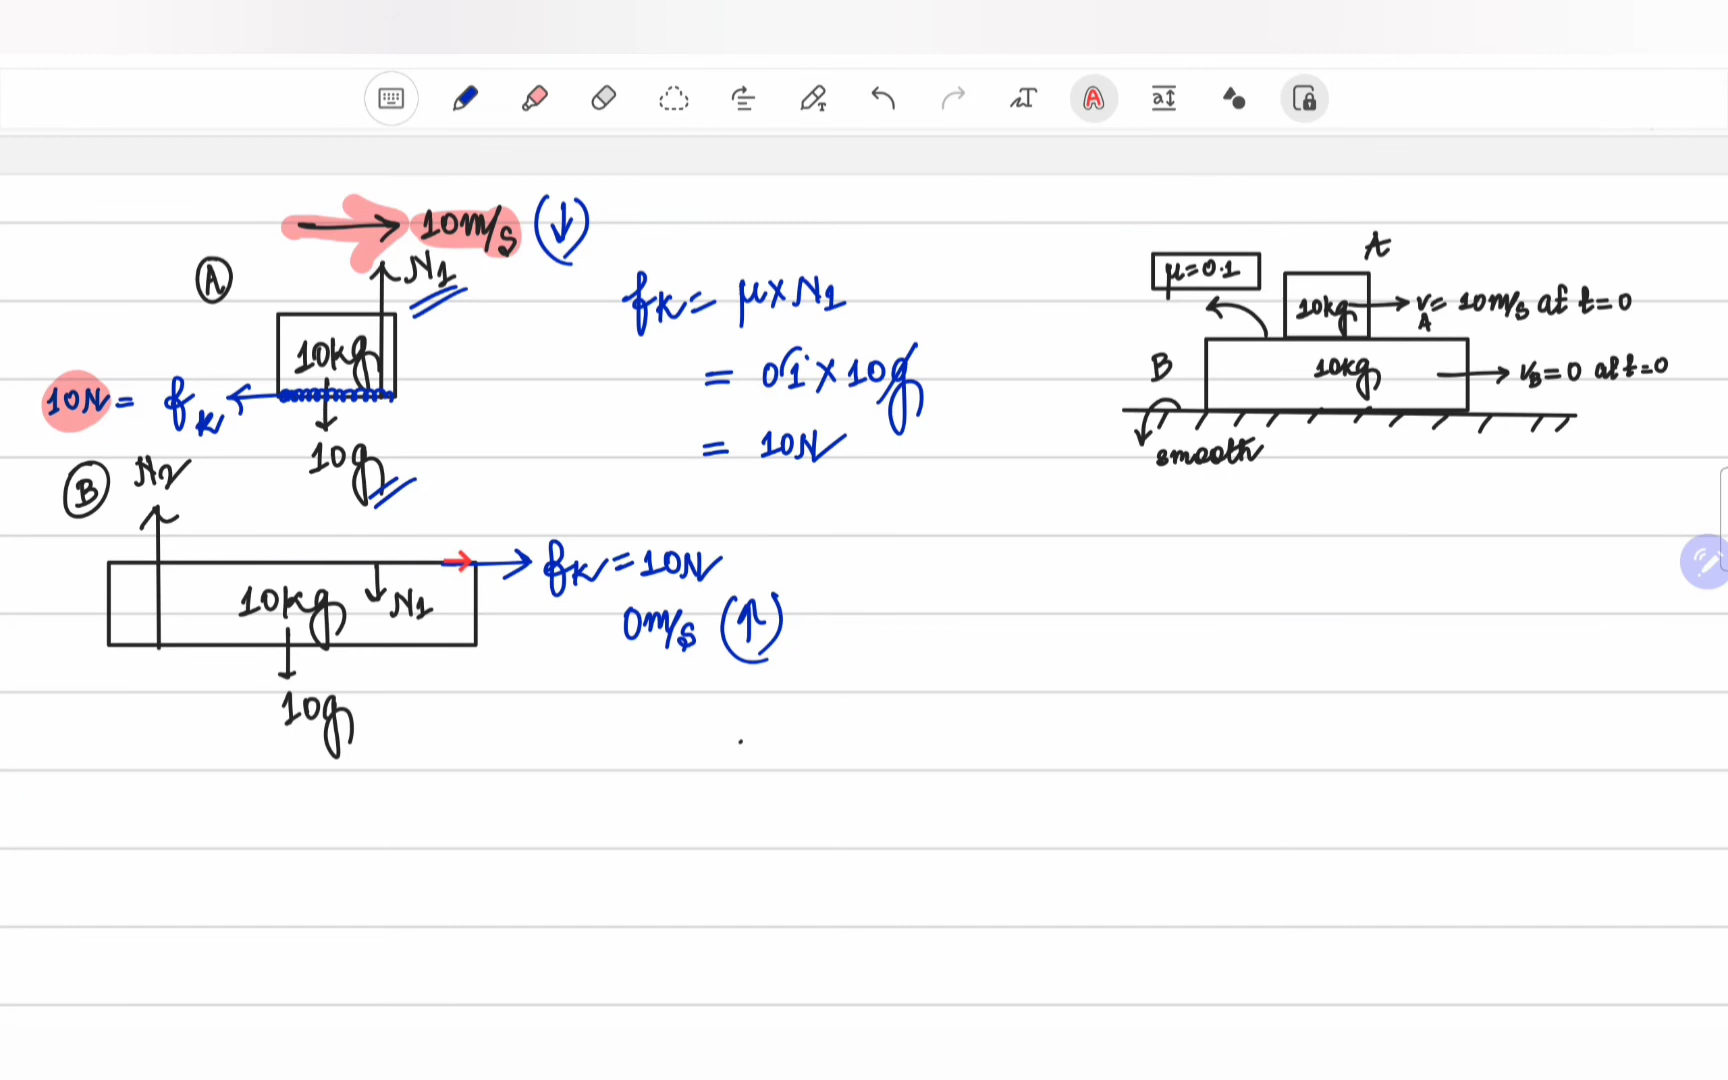 10m/s (↓)
A
N1
10kg
10N = fk
10g
fk = μ×N1
= 0.1 × 10g
= 10N
B
N2
10kg
N1
10g
fk = 10N
0m/s (↑)
A
μ=0.1
10kg
vA = 10m/s at t=0
B
10kg
vB = 0 at t=0
smooth